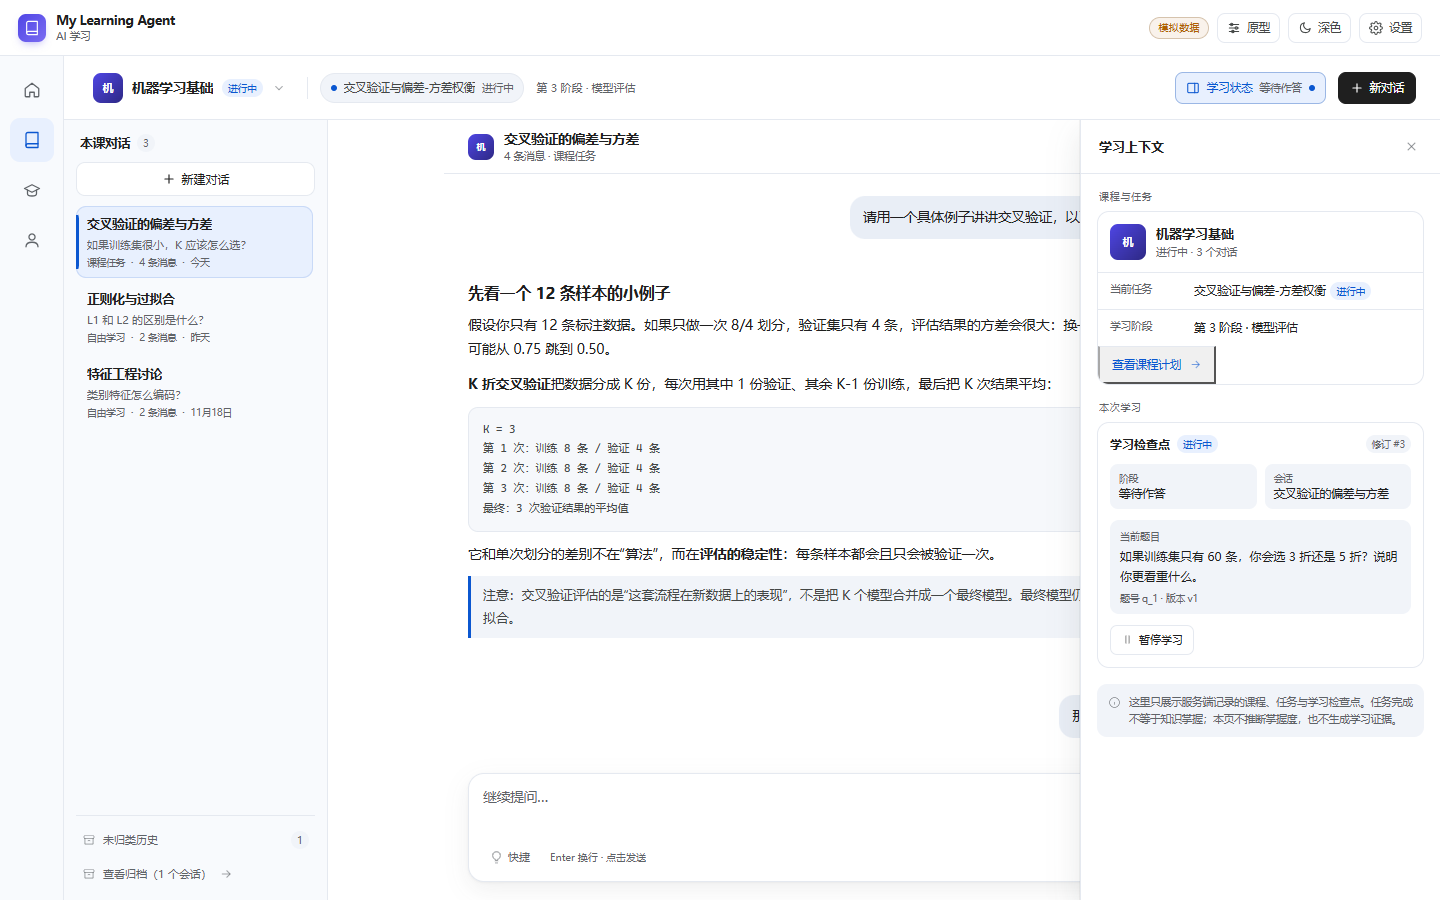 My Learning Agent
AI 学习
模拟数据
原型
深色
设置
机
机器学习基础
进行中
交叉验证与偏差-方差权衡 进行中
第 3 阶段 · 模型评估
学习状态 等待作答
新对话
本课对话 3
新建对话
交叉验证的偏差与方差
如果训练集很小，K 应该怎么选？
课程任务 · 4 条消息 · 今天
正则化与过拟合
L1 和 L2 的区别是什么？
自由学习 · 2 条消息 · 昨天
特征工程讨论
类别特征怎么编码？
自由学习 · 2 条消息 · 11月18日
未归类历史 1
查看归档（1 个会话）
机
交叉验证的偏差与方差
4 条消息 · 课程任务
请用一个具体例子讲讲交叉验证，以
先看一个 12 条样本的小例子
假设你只有 12 条标注数据。如果只做一次 8/4 划分，验证集只有 4 条，评估结果的方差会很大：换
可能从 0.75 跳到 0.50。
K 折交叉验证把数据分成 K 份，每次用其中 1 份验证、其余 K-1 份训练，最后把 K 次结果平均：
K = 3
第 1 次：训练 8 条 / 验证 4 条
第 2 次：训练 8 条 / 验证 4 条
第 3 次：训练 8 条 / 验证 4 条
最终：3 次验证结果的平均值
它和单次划分的差别不在“算法”，而在评估的稳定性：每条样本都会且只会被验证一次。
注意：交叉验证评估的是“这套流程在新数据上的表现”，不是把 K 个模型合并成一个最终模型。最终模型仍
拟合。
继续提问...
快捷
Enter 换行 · 点击发送
学习上下文
课程与任务
机
机器学习基础
进行中 · 3 个对话
当前任务
交叉验证与偏差-方差权衡 进行中
学习阶段
第 3 阶段 · 模型评估
查看课程计划
本次学习
学习检查点 进行中
修订 #3
阶段
等待作答
会话
交叉验证的偏差与方差
当前题目
如果训练集只有 60 条，你会选 3 折还是 5 折？说明
你更看重什么。
题号 q_1 · 版本 v1
暂停学习
这里只展示服务端记录的课程、任务与学习检查点。任务完成
不等于知识掌握；本页不推断掌握度，也不生成学习证据。